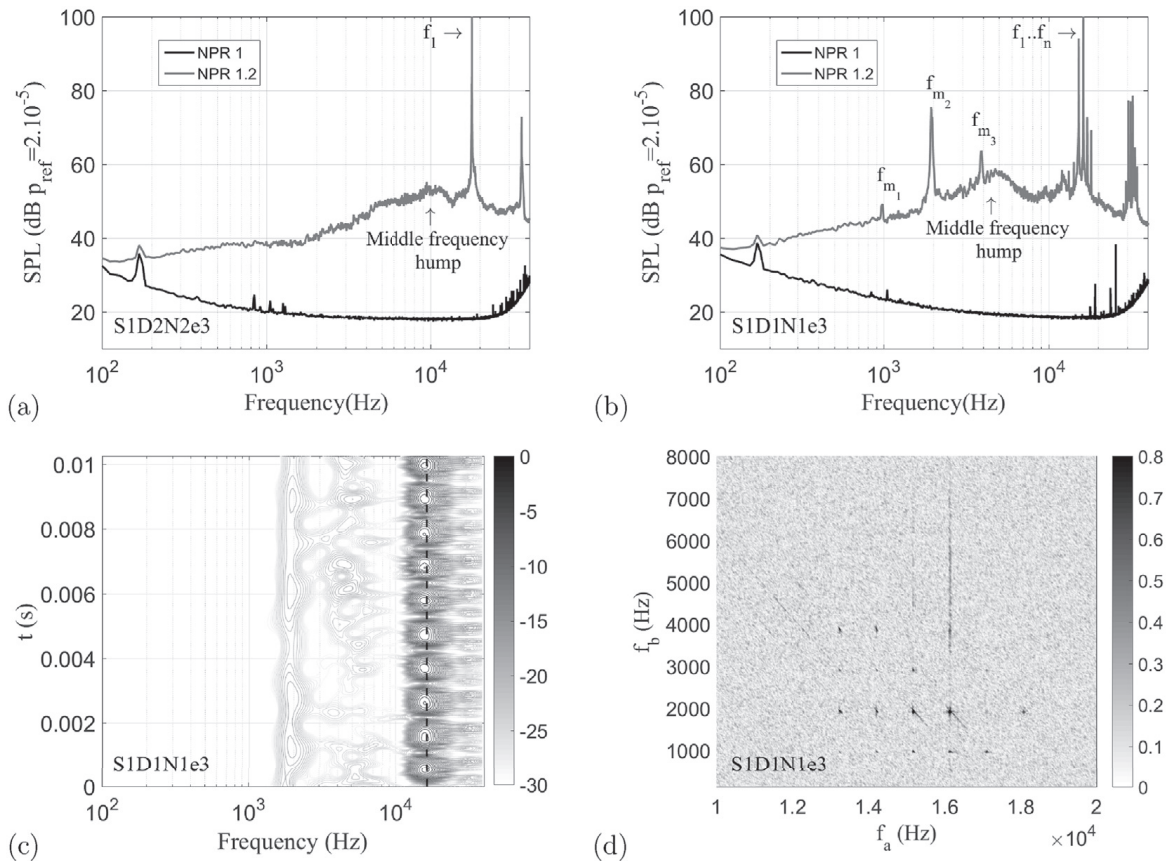 100
80
60
40
20
SPL (dB p_ref=2.10^-5)
NPR 1
NPR 1.2
f_1 →
↑
Middle frequency
hump
S1D2N2e3
10^2
10^3
10^4
Frequency(Hz)
(a)
100
80
60
40
20
SPL (dB p_ref=2.10^-5)
NPR 1
NPR 1.2
f_1..f_n →
f_m_1
f_m_2
f_m_3
↑
Middle frequency
hump
S1D1N1e3
10^2
10^3
10^4
Frequency(Hz)
(b)
0.01
0.008
0.006
0.004
0.002
0
t (s)
S1D1N1e3
10^2
10^3
10^4
Frequency (Hz)
0
-5
-10
-15
-20
-25
-30
(c)
8000
7000
6000
5000
4000
3000
2000
1000
f_b (Hz)
S1D1N1e3
1
1.2
1.4
1.6
1.8
2
f_a (Hz)
×10^4
0.8
0.7
0.6
0.5
0.4
0.3
0.2
0.1
0
(d)